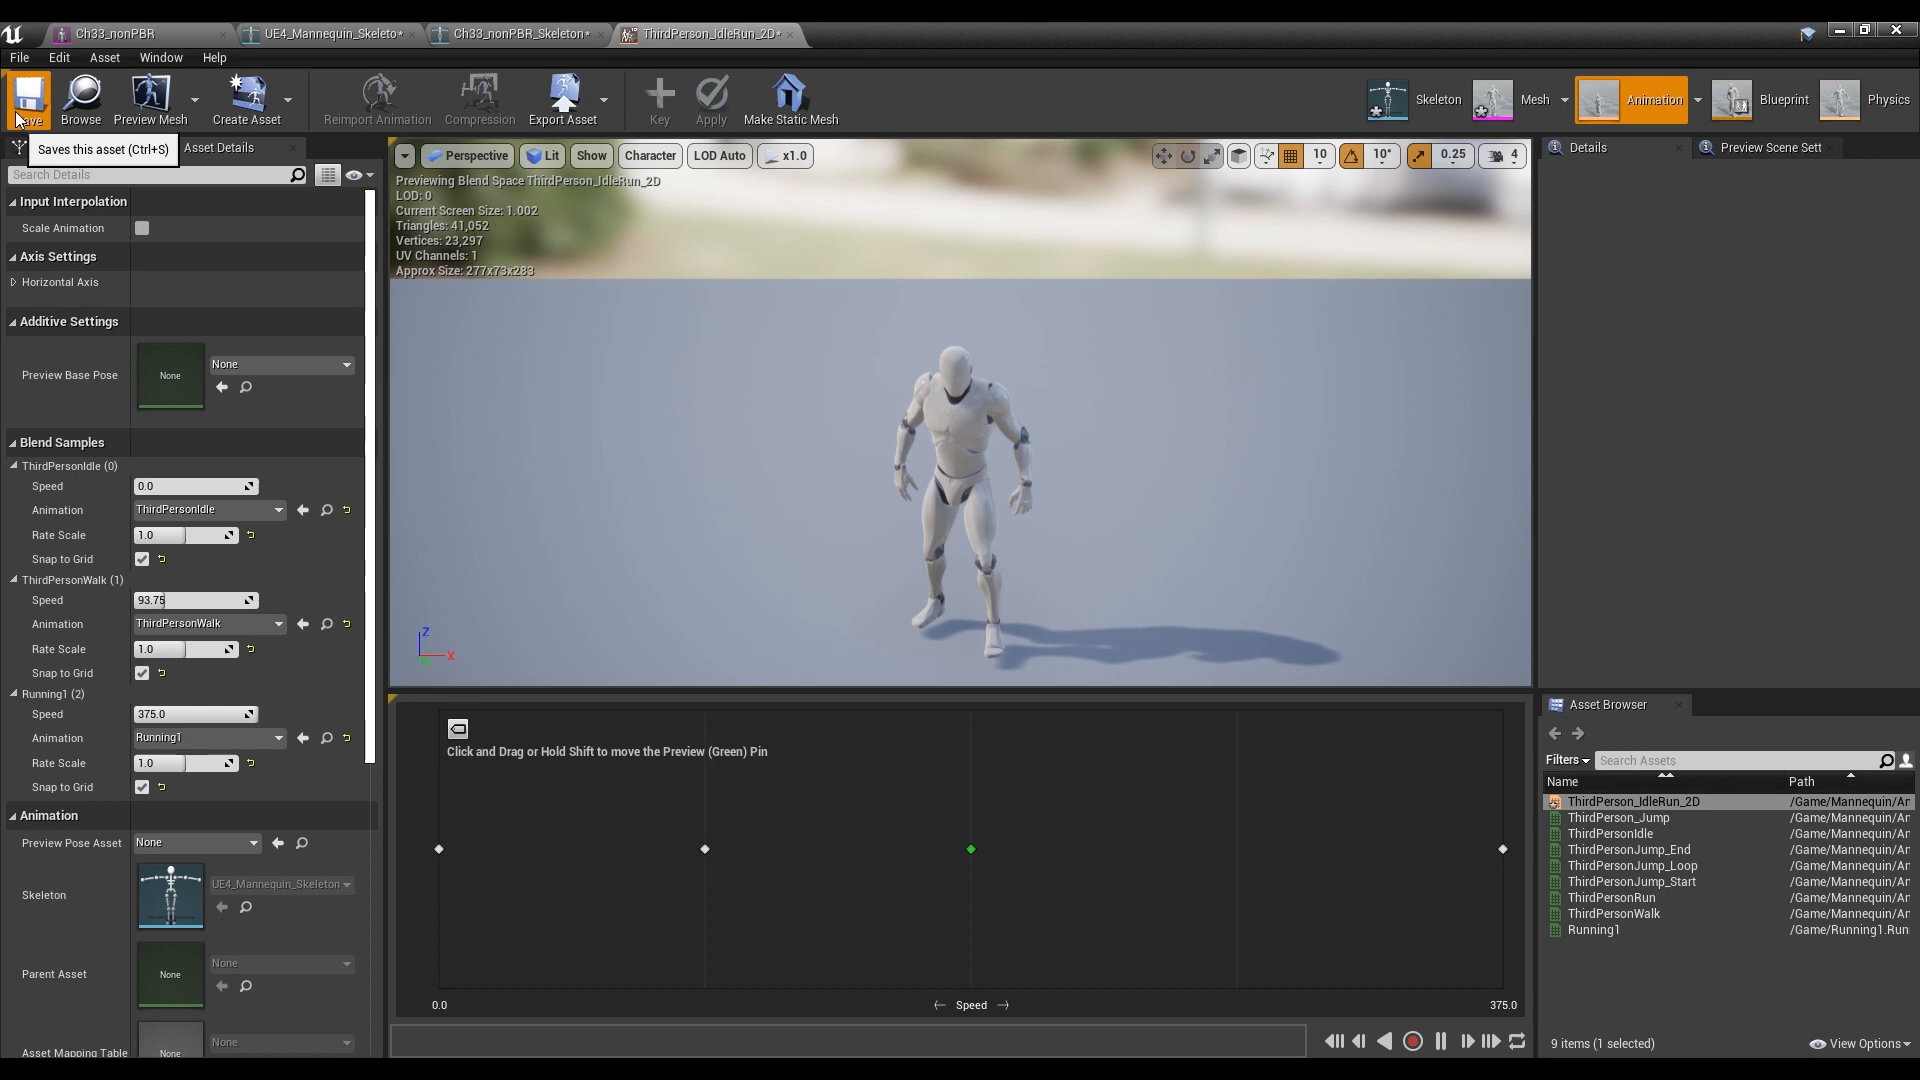 Ch33_nonPBR
UE4_Mannequin_Skeleto*
Ch33_nonPBR_Skeleton*
ThirdPerson_IdleRun_2D*
File Edit Asset Window Help
Browse
Preview Mesh
Create Asset
Reimport Animation
Compression
Export Asset
Key
Apply
Make Static Mesh
Skeleton
Mesh
Animation
Blueprint
Physics
Saves this asset (Ctrl+S)
Asset Details
Search Details
Input Interpolation
Scale Animation
Axis Settings
Horizontal Axis
Additive Settings
Preview Base Pose
None
None
Blend Samples
ThirdPersonIdle (0)
Speed 0.0
Animation ThirdPersonIdle
Rate Scale 1.0
Snap to Grid
ThirdPersonWalk (1)
Speed 93.75
Animation ThirdPersonWalk
Rate Scale 1.0
Snap to Grid
Running1 (2)
Speed 375.0
Animation Running1
Rate Scale 1.0
Snap to Grid
Animation
Preview Pose Asset None
Skeleton UE4_Mannequin_Skeleton
Parent Asset None None
Asset Mapping Table None None
Perspective Lit Show Character LOD Auto x1.0
10 10° 0.25 4
Previewing Blend Space ThirdPerson_IdleRun_2D
LOD: 0
Current Screen Size: 1.002
Triangles: 41,052
Vertices: 23,297
UV Channels: 1
Approx Size: 277x73x283
Z
X
Y
Click and Drag or Hold Shift to move the Preview (Green) Pin
0.0 Speed 375.0
Details
Preview Scene Sett
Asset Browser
Filters Search Assets
Name Path
ThirdPerson_IdleRun_2D /Game/Mannequin/An
ThirdPerson_Jump /Game/Mannequin/An
ThirdPersonIdle /Game/Mannequin/An
ThirdPersonJump_End /Game/Mannequin/An
ThirdPersonJump_Loop /Game/Mannequin/An
ThirdPersonJump_Start /Game/Mannequin/An
ThirdPersonRun /Game/Mannequin/An
ThirdPersonWalk /Game/Mannequin/An
Running1 /Game/Running1.Run
9 items (1 selected)
View Options